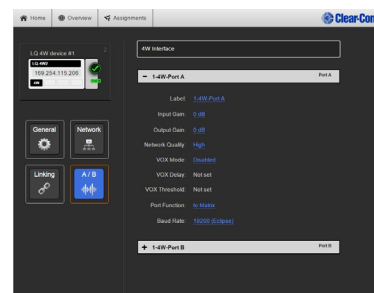 Home
Overview
Assignments
Clear-Com
LQ 4W device #1
2
LQ 4W2
169.254.115.206
4W
General
Network
Linking
A / B
4W Interface
− 1-4W-Port A
Port A
Label: 1-4W-Port A
Input Gain: 0 dB
Output Gain: 0 dB
Network Quality: High
VOX Mode: Disabled
VOX Delay: Not set
VOX Threshold: Not set
Port Function: to Matrix
Baud Rate: 19200 (Eclipse)
+ 1-4W-Port B
Port B